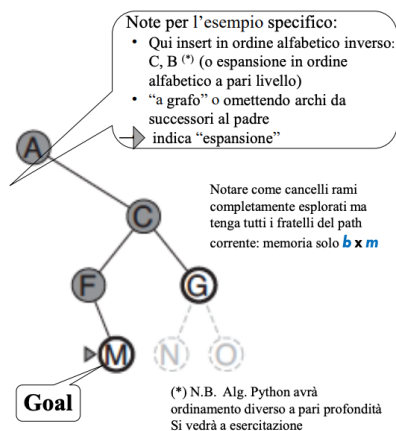 Note per l'esempio specifico:
• Qui insert in ordine alfabetico inverso:
C, B (*) (o espansione in ordine
alfabetico a pari livello)
• “a grafo” o omettendo archi da
successori al padre
indica “espansione”
A
Notare come cancelli rami
completamente esplorati ma
tenga tutti i fratelli del path
corrente: memoria solo b x m
C
F
G
M
N
O
Goal
(*) N.B. Alg. Python avrà
ordinamento diverso a pari profondità
Si vedrà a esercitazione